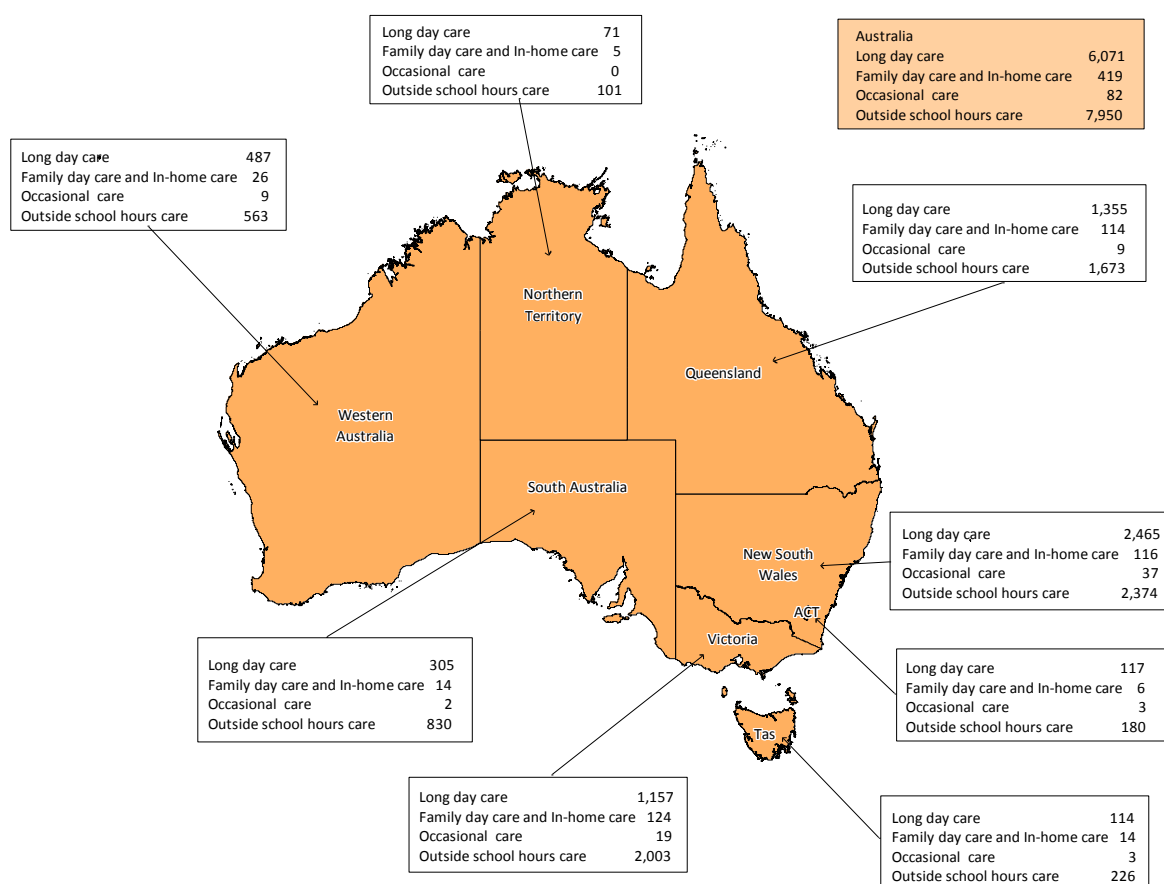 Long day care 71
Family day care and In-home care 5
Occasional care 0
Outside school hours care 101
Australia
Long day care 6,071
Family day care and In-home care 419
Occasional care 82
Outside school hours care 7,950
Long day care 487
Family day care and In-home care 26
Occasional care 9
Outside school hours care 563
Long day care 1,355
Family day care and In-home care 114
Occasional care 9
Outside school hours care 1,673
Northern
Territory
Queensland
Western
Australia
South Australia
New South
Wales
ACT
Victoria
Tas
Long day care 2,465
Family day care and In-home care 116
Occasional care 37
Outside school hours care 2,374
Long day care 305
Family day care and In-home care 14
Occasional care 2
Outside school hours care 830
Long day care 117
Family day care and In-home care 6
Occasional care 3
Outside school hours care 180
Long day care 1,157
Family day care and In-home care 124
Occasional care 19
Outside school hours care 2,003
Long day care 114
Family day care and In-home care 14
Occasional care 3
Outside school hours care 226